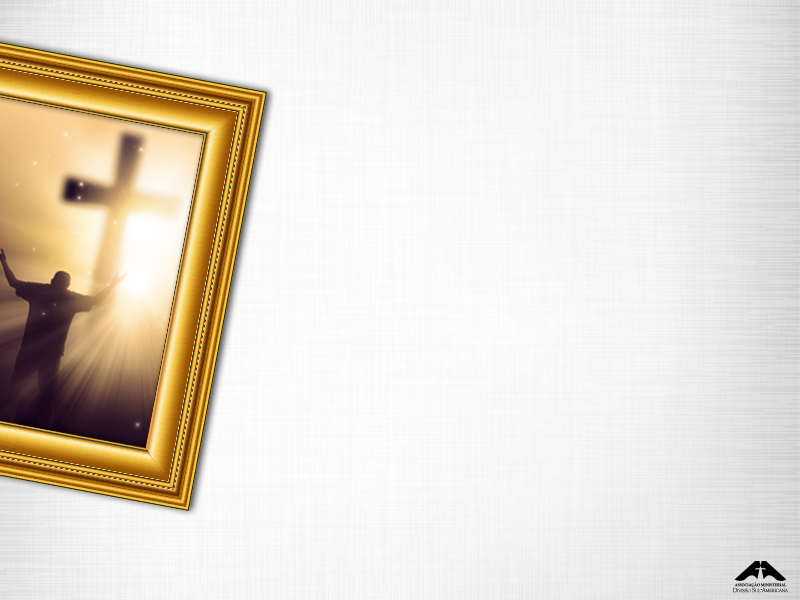 ASSOCIAÇÃO MINISTERIAL
DIVISÃO SUL-AMERICANA